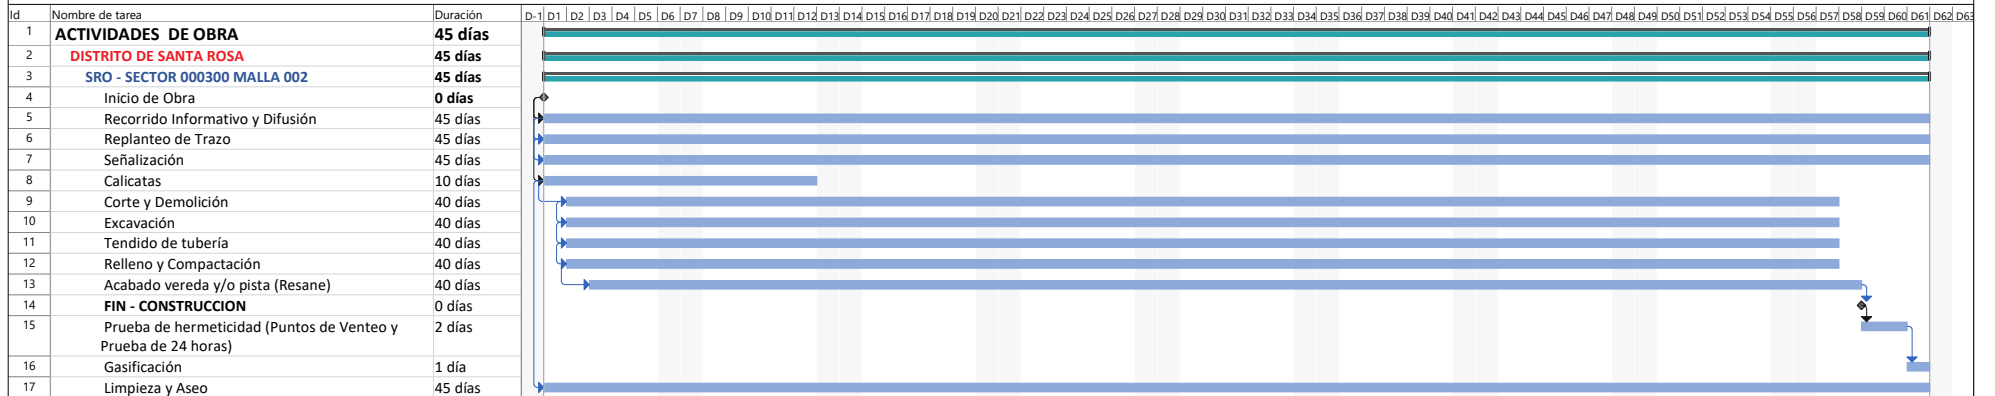 Id Nombre de tarea Duración D-1 D1 D2 D3 D4 D5 D6 D7 D8 D9 D10 D11 D12 D13 D14 D15 D16 D17 D18 D19 D20 D21 D22 D23 D24 D25 D26 D27 D28 D29 D30 D31 D32 D33 D34 D35 D36 D37 D38 D39 D40 D41 D42 D43 D44 D45 D46 D47 D48 D49 D50 D51 D52 D53 D54 D55 D56 D57 D58 D59 D60 D61 D62 D63
1 ACTIVIDADES DE OBRA 45 días
2 DISTRITO DE SANTA ROSA 45 días
3 SRO - SECTOR 000300 MALLA 002 45 días
4 Inicio de Obra 0 días
5 Recorrido Informativo y Difusión 45 días
6 Replanteo de Trazo 45 días
7 Señalización 45 días
8 Calicatas 10 días
9 Corte y Demolición 40 días
10 Excavación 40 días
11 Tendido de tubería 40 días
12 Relleno y Compactación 40 días
13 Acabado vereda y/o pista (Resane) 40 días
14 FIN - CONSTRUCCION 0 días
15 Prueba de hermeticidad (Puntos de Venteo y 2 días
Prueba de 24 horas)
16 Gasificación 1 día
17 Limpieza y Aseo 45 días